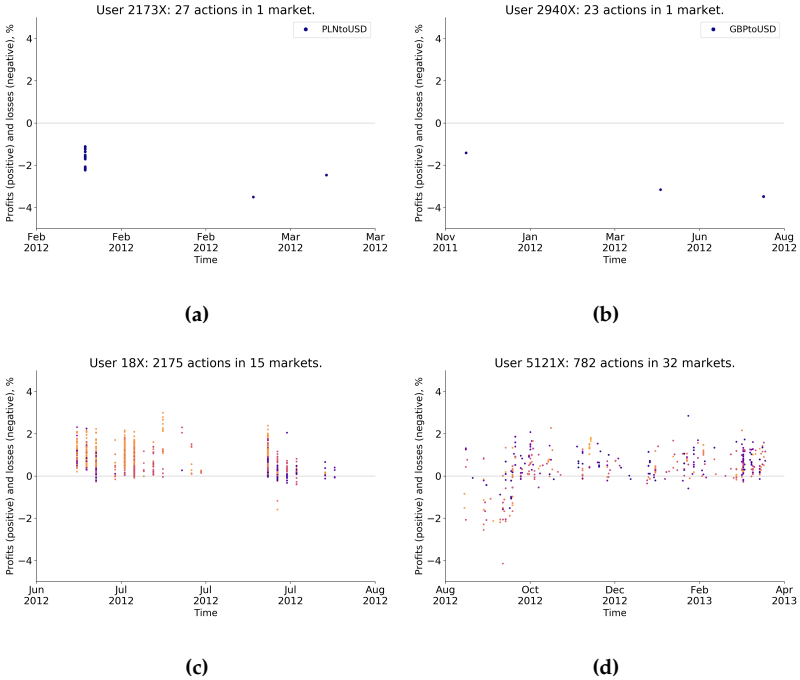 User 2173X: 27 actions in 1 market.
PLNtoUSD
Profits (positive) and losses (negative), %
4
2
0
−2
−4
Feb 2012
Feb 2012
Feb 2012
Mar 2012
Mar 2012
Time
(a)
User 2940X: 23 actions in 1 market.
GBPtoUSD
Profits (positive) and losses (negative), %
4
2
0
−2
−4
Nov 2011
Jan 2012
Mar 2012
Jun 2012
Aug 2012
Time
(b)
User 18X: 2175 actions in 15 markets.
Profits (positive) and losses (negative), %
4
2
0
−2
−4
Jun 2012
Jul 2012
Jul 2012
Jul 2012
Aug 2012
Time
(c)
User 5121X: 782 actions in 32 markets.
Profits (positive) and losses (negative), %
4
2
0
−2
−4
Aug 2012
Oct 2012
Dec 2012
Feb 2013
Apr 2013
Time
(d)